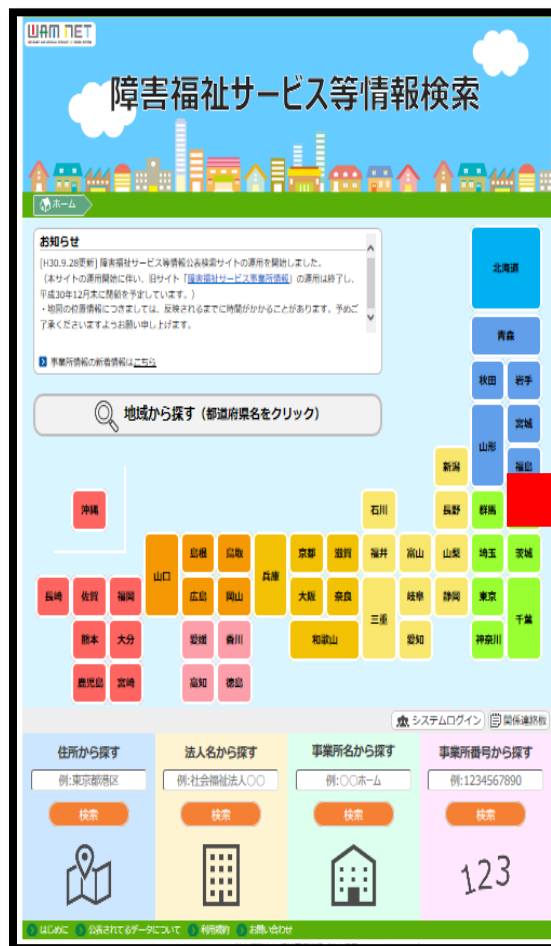 WAM NET
障害福祉サービス等情報検索
ホーム
お知らせ
[H30.9.28更新] 障害福祉サービス等情報公表検索サイトの運用を開始しました。
（本サイトの運用開始に伴い、旧サイト「障害福祉サービス事業所情報」の運用は終了し、
平成30年12月末に閉鎖を予定しています。）
・地図の位置情報につきましては、反映されるまでに時間がかかることがあります。予めご
了承くださいますようお願い申し上げます。
事業所情報の新着情報はこちら
地域から探す（都道府県名をクリック）
北海道
青森
秋田 岩手
宮城
山形
新潟 福島
沖縄 石川 長野 群馬
島根 鳥取 京都 滋賀 福井 富山 山梨 埼玉 茨城
山口 兵庫
長崎 佐賀 福岡 広島 岡山 大阪 奈良 岐阜 静岡 東京
三重 千葉
熊本 大分 愛媛 香川 和歌山 愛知 神奈川
鹿児島 宮崎 高知 徳島
システムログイン 関係連絡板
住所から探す 法人名から探す 事業所名から探す 事業所番号から探す
例:東京都港区 例:社会福祉法人〇〇 例:〇〇ホーム 例:1234567890
検索 検索 検索 検索
123
はじめに 公表されてるデータについて 利用規約 お問い合わせ